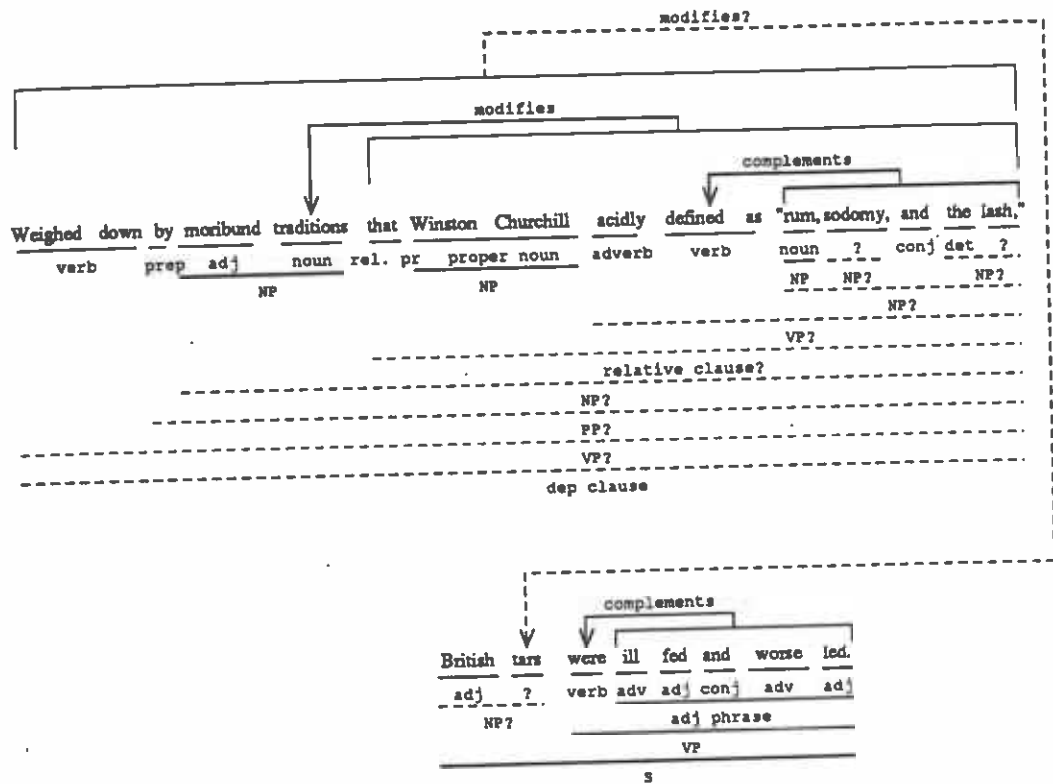 modifies?
modifies
complements
Weighed down by moribund traditions that Winston Churchill acidly defined as "rum, sodomy, and the lash,"
verb prep adj noun rel. pr proper noun adverb verb noun ? conj det ?
NP NP NP NP? NP?
NP?
VP?
relative clause?
NP?
PP?
VP?
dep clause
complements
British tars were ill fed and worse led.
adj ? verb adv adj conj adv adj
NP? adj phrase
VP
S